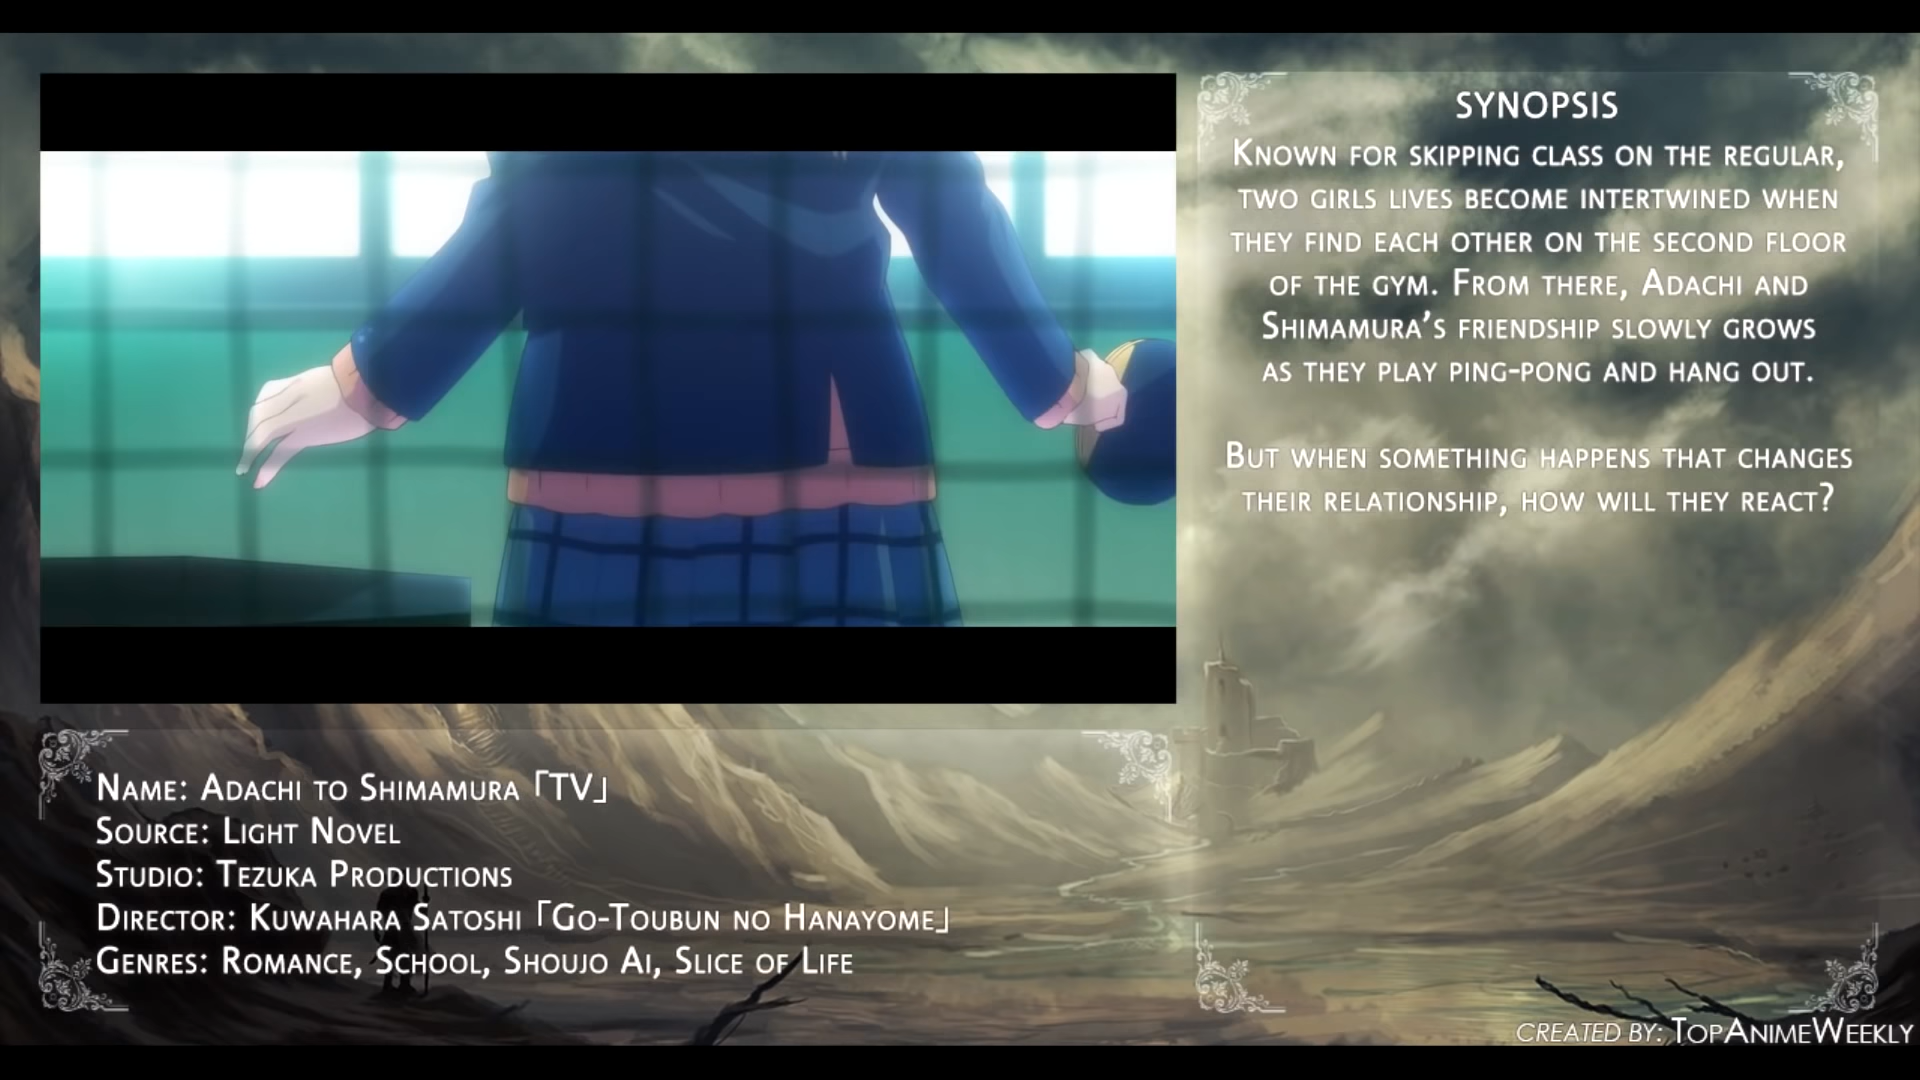 SYNOPSIS
Known for skipping class on the regular,
two girls lives become intertwined when
they find each other on the second floor
of the gym. From there, Adachi and
Shimamura's friendship slowly grows
as they play ping-pong and hang out.
But when something happens that changes
their relationship, how will they react?
Name: Adachi to Shimamura「TV」
Source: Light Novel
Studio: Tezuka Productions
Director: Kuwahara Satoshi「Go-Toubun no Hanayome」
Genres: Romance, School, Shoujo Ai, Slice of Life
CREATED BY: TopAnimeWeekly